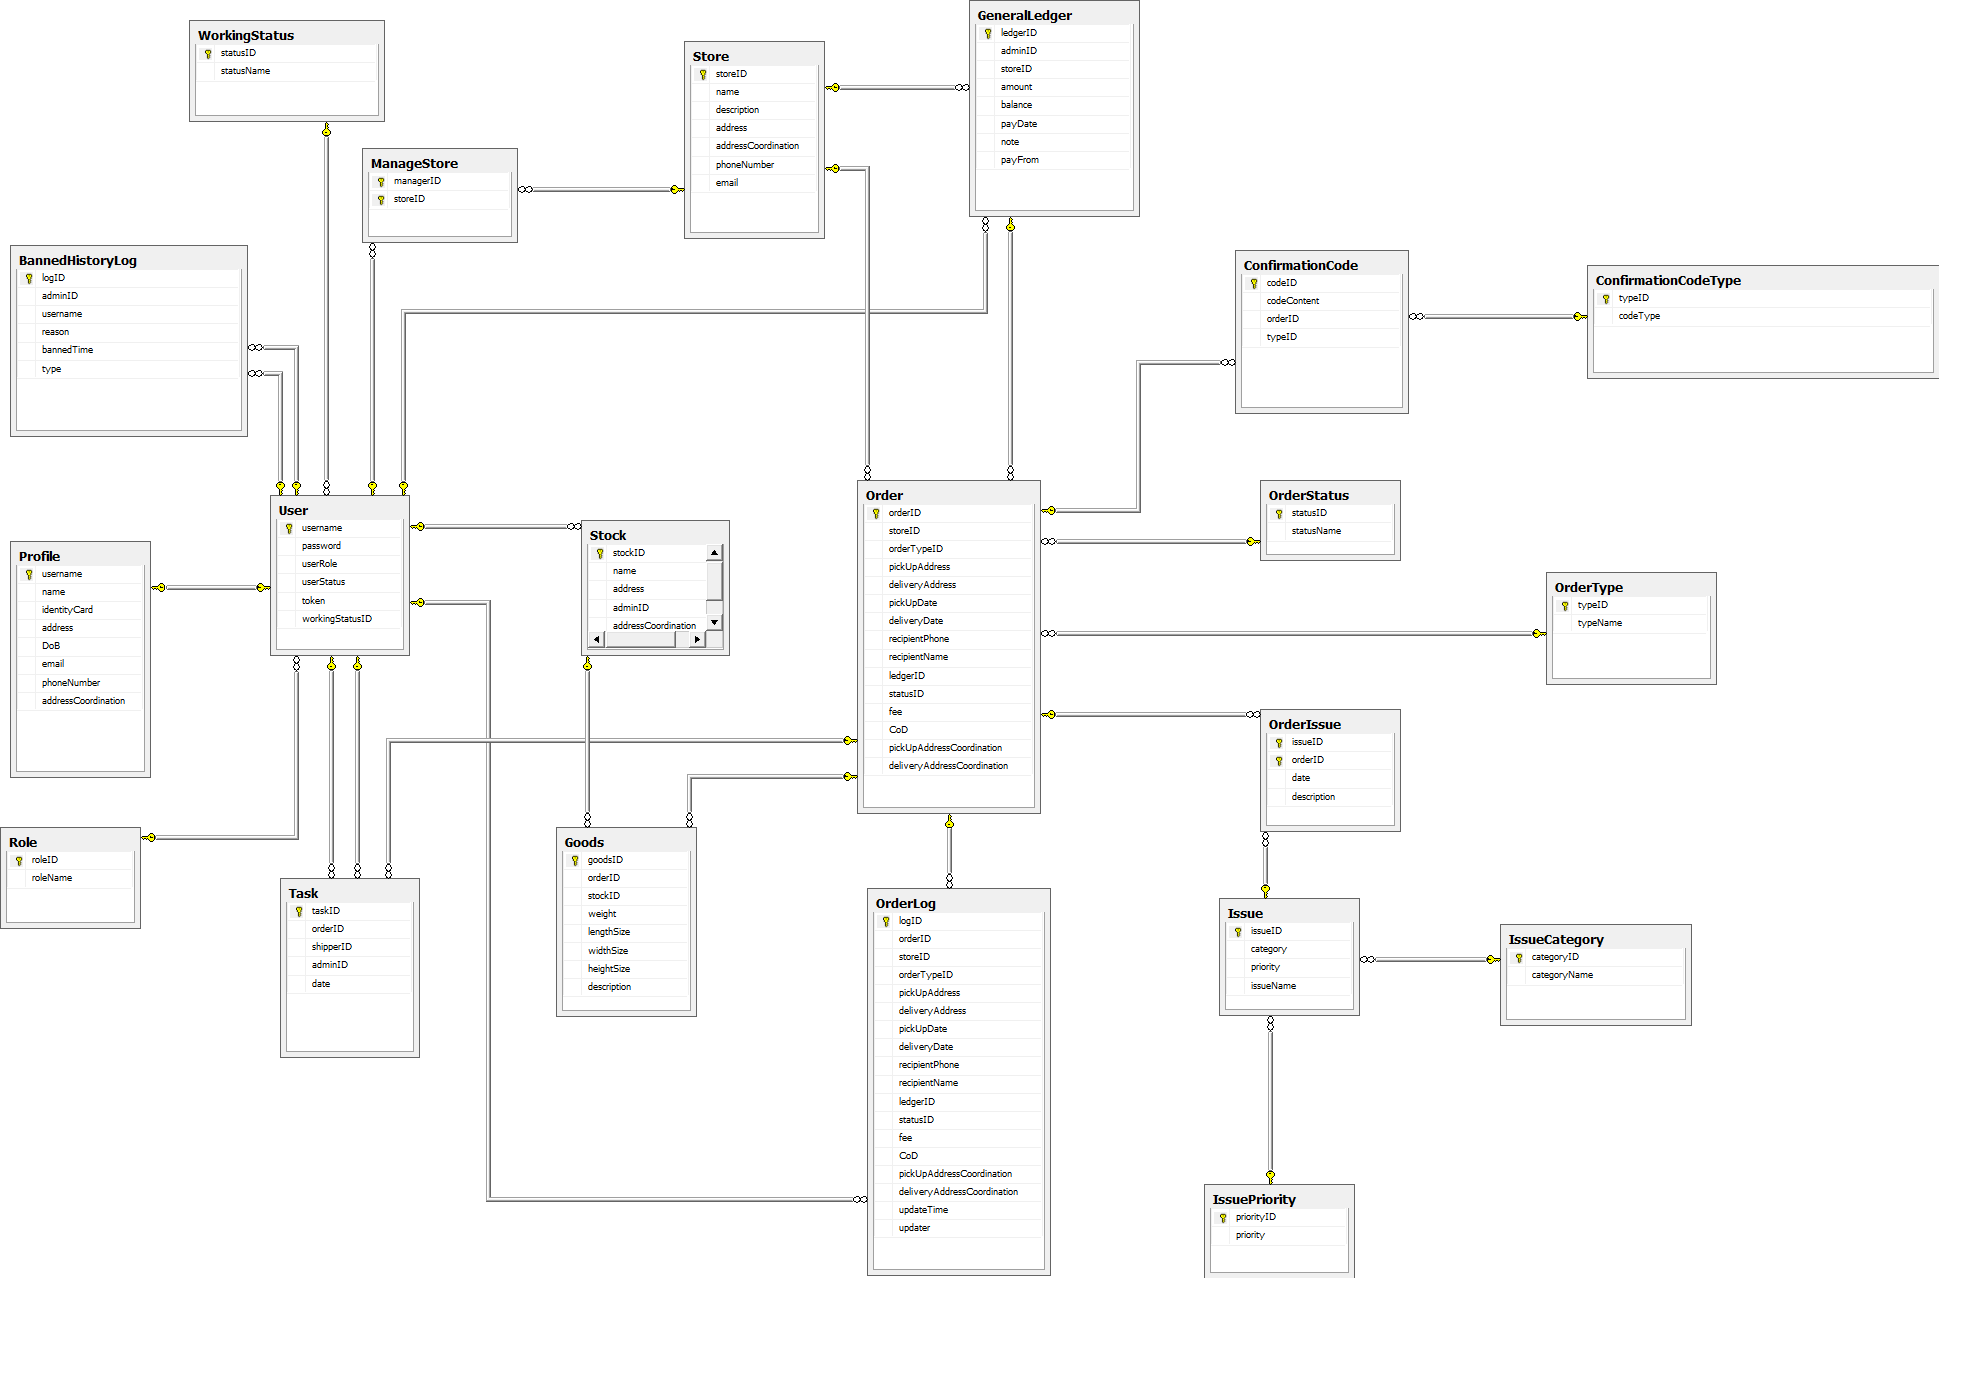 WorkingStatus
statusID
statusName
Store
storeID
name
description
address
addressCoordination
phoneNumber
email
GeneralLedger
ledgerID
adminID
storeID
amount
balance
payDate
note
payFrom
ManageStore
managerID
storeID
BannedHistoryLog
logID
adminID
username
reason
bannedTime
type
ConfirmationCode
codeID
codeContent
orderID
typeID
ConfirmationCodeType
typeID
codeType
User
username
password
userRole
userStatus
token
workingStatusID
Profile
username
name
identityCard
address
DoB
email
phoneNumber
addressCoordination
Stock
stockID
name
address
adminID
addressCoordination
Order
orderID
storeID
orderTypeID
pickUpAddress
deliveryAddress
pickUpDate
deliveryDate
recipientPhone
recipientName
ledgerID
statusID
fee
CoD
pickUpAddressCoordination
deliveryAddressCoordination
OrderStatus
statusID
statusName
OrderType
typeID
typeName
OrderIssue
issueID
orderID
date
description
Role
roleID
roleName
Task
taskID
orderID
shipperID
adminID
date
Goods
goodsID
orderID
stockID
weight
lengthSize
widthSize
heightSize
description
OrderLog
logID
orderID
storeID
orderTypeID
pickUpAddress
deliveryAddress
pickUpDate
deliveryDate
recipientPhone
recipientName
ledgerID
statusID
fee
CoD
pickUpAddressCoordination
deliveryAddressCoordination
updateTime
updater
Issue
issueID
category
priority
issueName
IssueCategory
categoryID
categoryName
IssuePriority
priorityID
priority